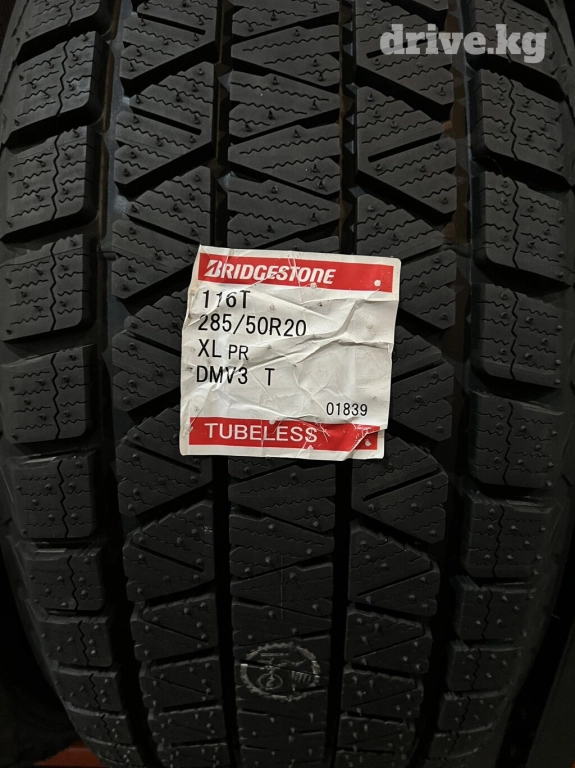 drive.kg
BRIDGESTONE
116T
285/50R20
XL PR
DMV3 T
01839
TUBELESS